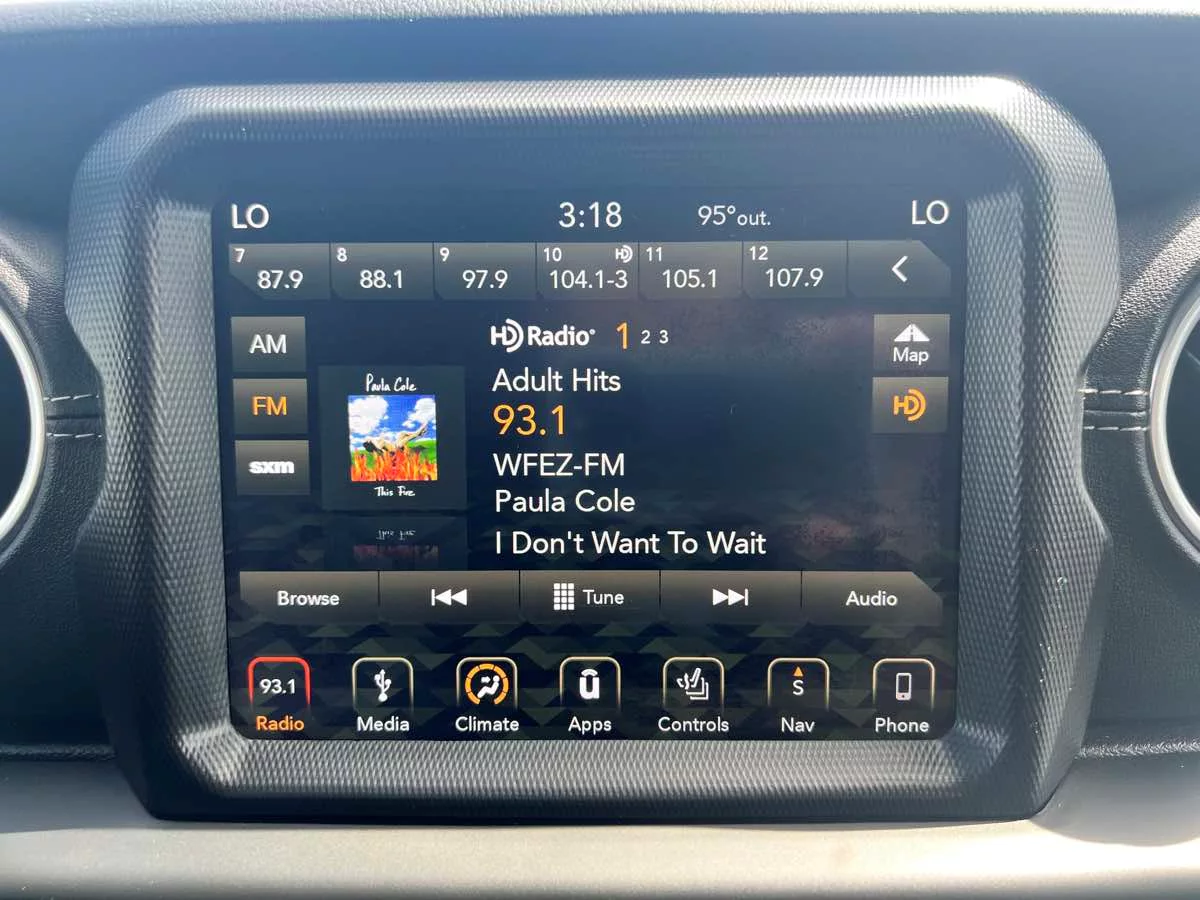 LO 3:18 95°out. LO
7 8 9 10 HD 11 12
87.9 88.1 97.9 104.1-3 105.1 107.9
HD Radio® 1 2 3
AM
Map
Adult Hits
Paula Cole
FM
93.1
HD
sxm
WFEZ-FM
This Fire
Paula Cole
I Don't Want To Wait
Browse Tune Audio
93.1 S
Radio Media Climate Apps Controls Nav Phone